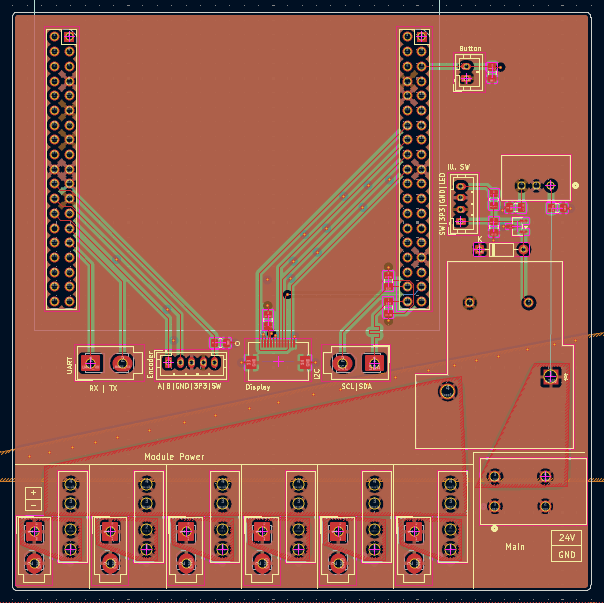 Button
Ill. SW
SW|3P3|GND|LED
K
UART
RX | TX
Encoder
A|B|GND|3P3|SW
Display
I2C
SCL|SDA
Module Power
+
−
Main
24V
GND